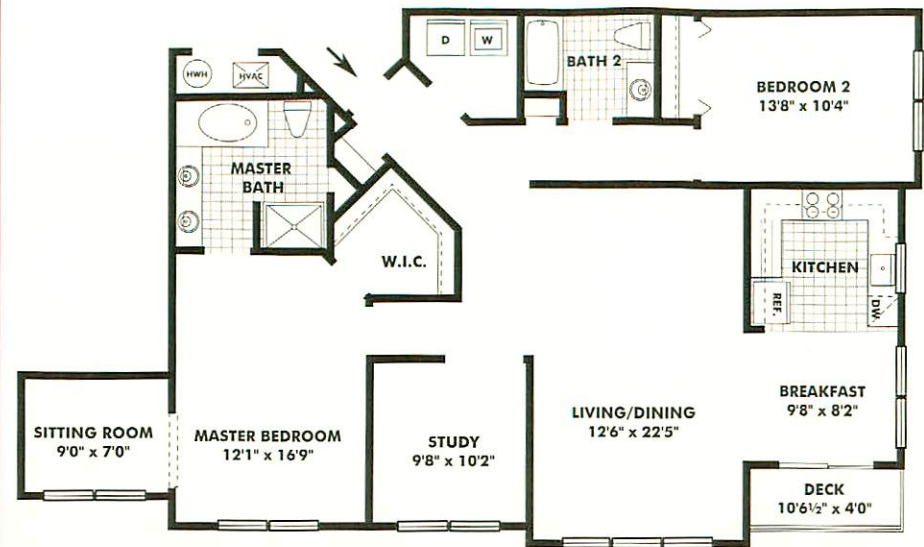 D
W
BATH 2
BEDROOM 2
13'8" x 10'4"
HWH
HVAC
MASTER
BATH
W.I.C.
KITCHEN
REF.
DW
SITTING ROOM
9'0" x 7'0"
MASTER BEDROOM
12'1" x 16'9"
STUDY
9'8" x 10'2"
LIVING/DINING
12'6" x 22'5"
BREAKFAST
9'8" x 8'2"
DECK
10'6½" x 4'0"